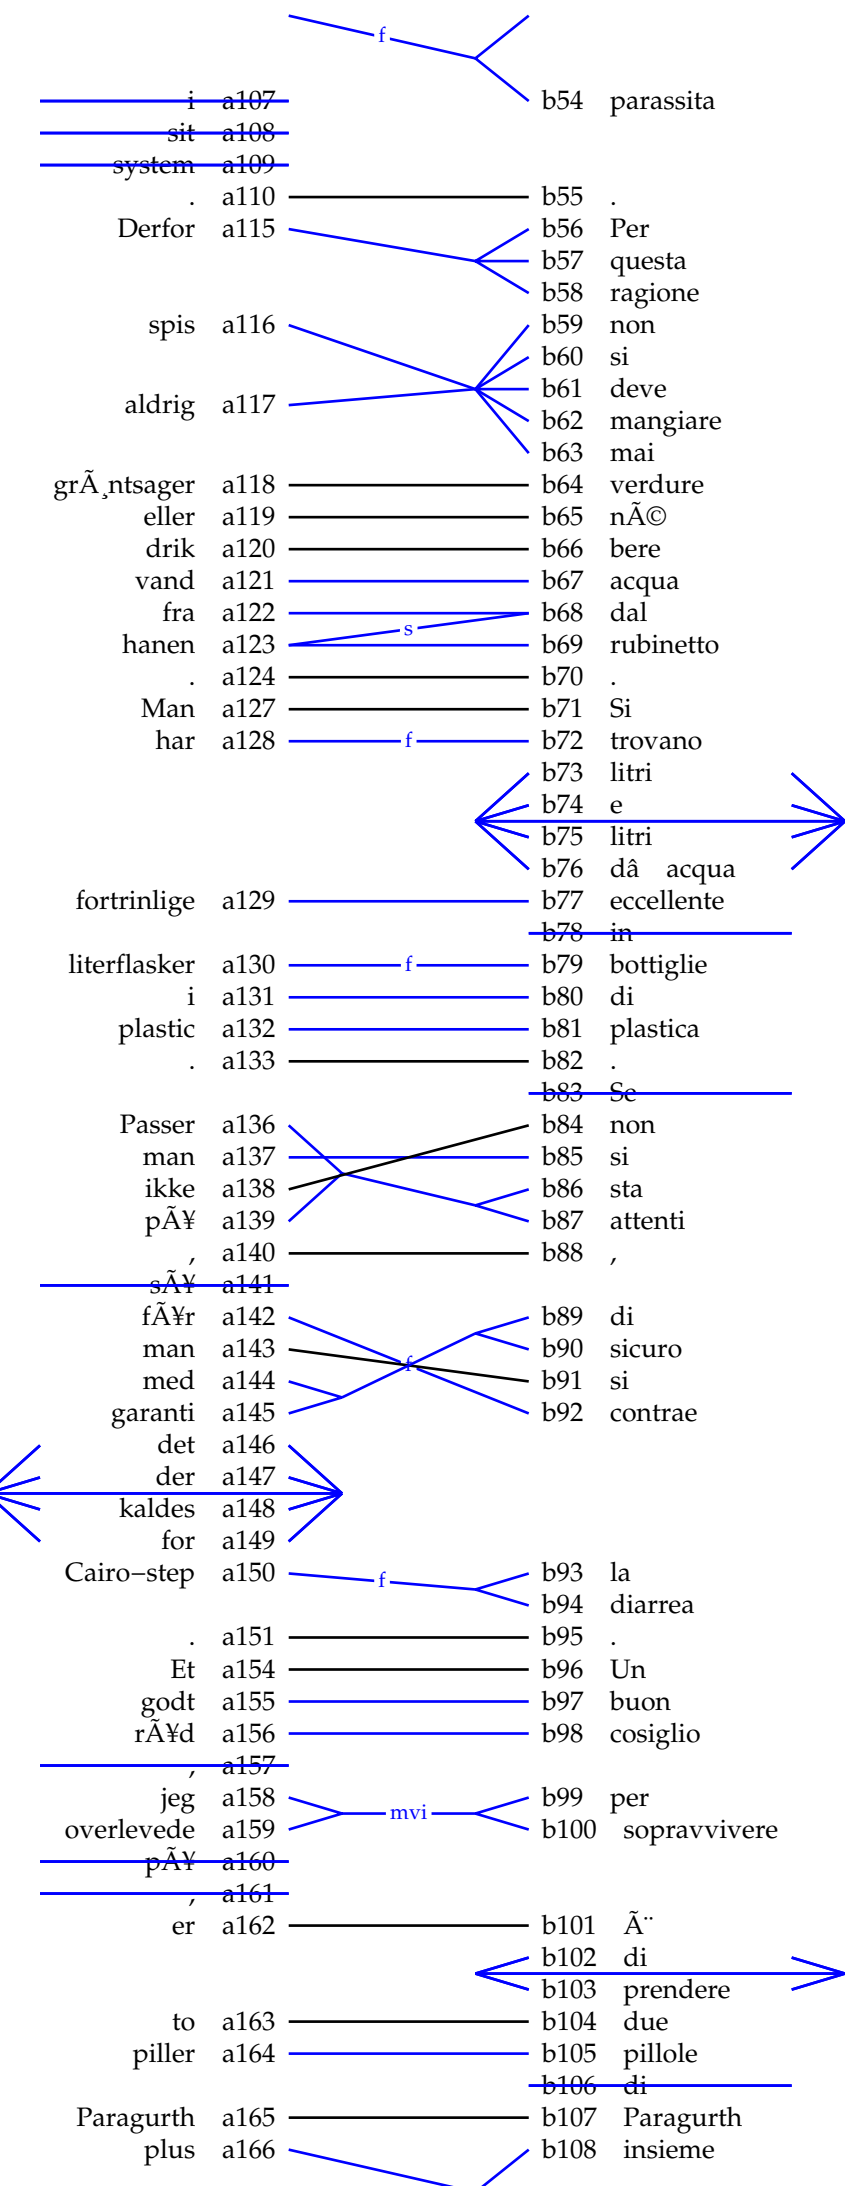 f
i a107 b54 parassita
sit a108
system a109
. a110 b55 .
Derfor a115 b56 Per
b57 questa
b58 ragione
spis a116 b59 non
b60 si
b61 deve
aldrig a117 b62 mangiare
b63 mai
grÃ¸ntsager a118 b64 verdure
eller a119 b65 nÃ©
drik a120 b66 bere
vand a121 b67 acqua
fra a122 b68 dal
s
hanen a123 b69 rubinetto
. a124 b70 .
Man a127 b71 Si
har a128 f b72 trovano
b73 litri
b74 e
b75 litri
b76 dâ acqua
fortrinlige a129 b77 eccellente
b78 in
literflasker a130 f b79 bottiglie
i a131 b80 di
plastic a132 b81 plastica
. a133 b82 .
b83 Se
Passer a136 b84 non
man a137 b85 si
ikke a138 b86 sta
pÃ¥ a139 b87 attenti
, a140 b88 ,
sÃ¥ a141
fÃ¥r a142 b89 di
man a143 b90 sicuro
f
med a144 b91 si
garanti a145 b92 contrae
det a146
der a147
kaldes a148
for a149
Cairo−step a150 f b93 la
b94 diarrea
. a151 b95 .
Et a154 b96 Un
godt a155 b97 buon
rÃ¥d a156 b98 cosiglio
, a157
jeg a158 b99 per
mvi
overlevede a159 b100 sopravvivere
pÃ¥ a160
, a161
er a162 b101 Ã¨
b102 di
b103 prendere
to a163 b104 due
piller a164 b105 pillole
b106 di
Paragurth a165 b107 Paragurth
plus a166 b108 insieme